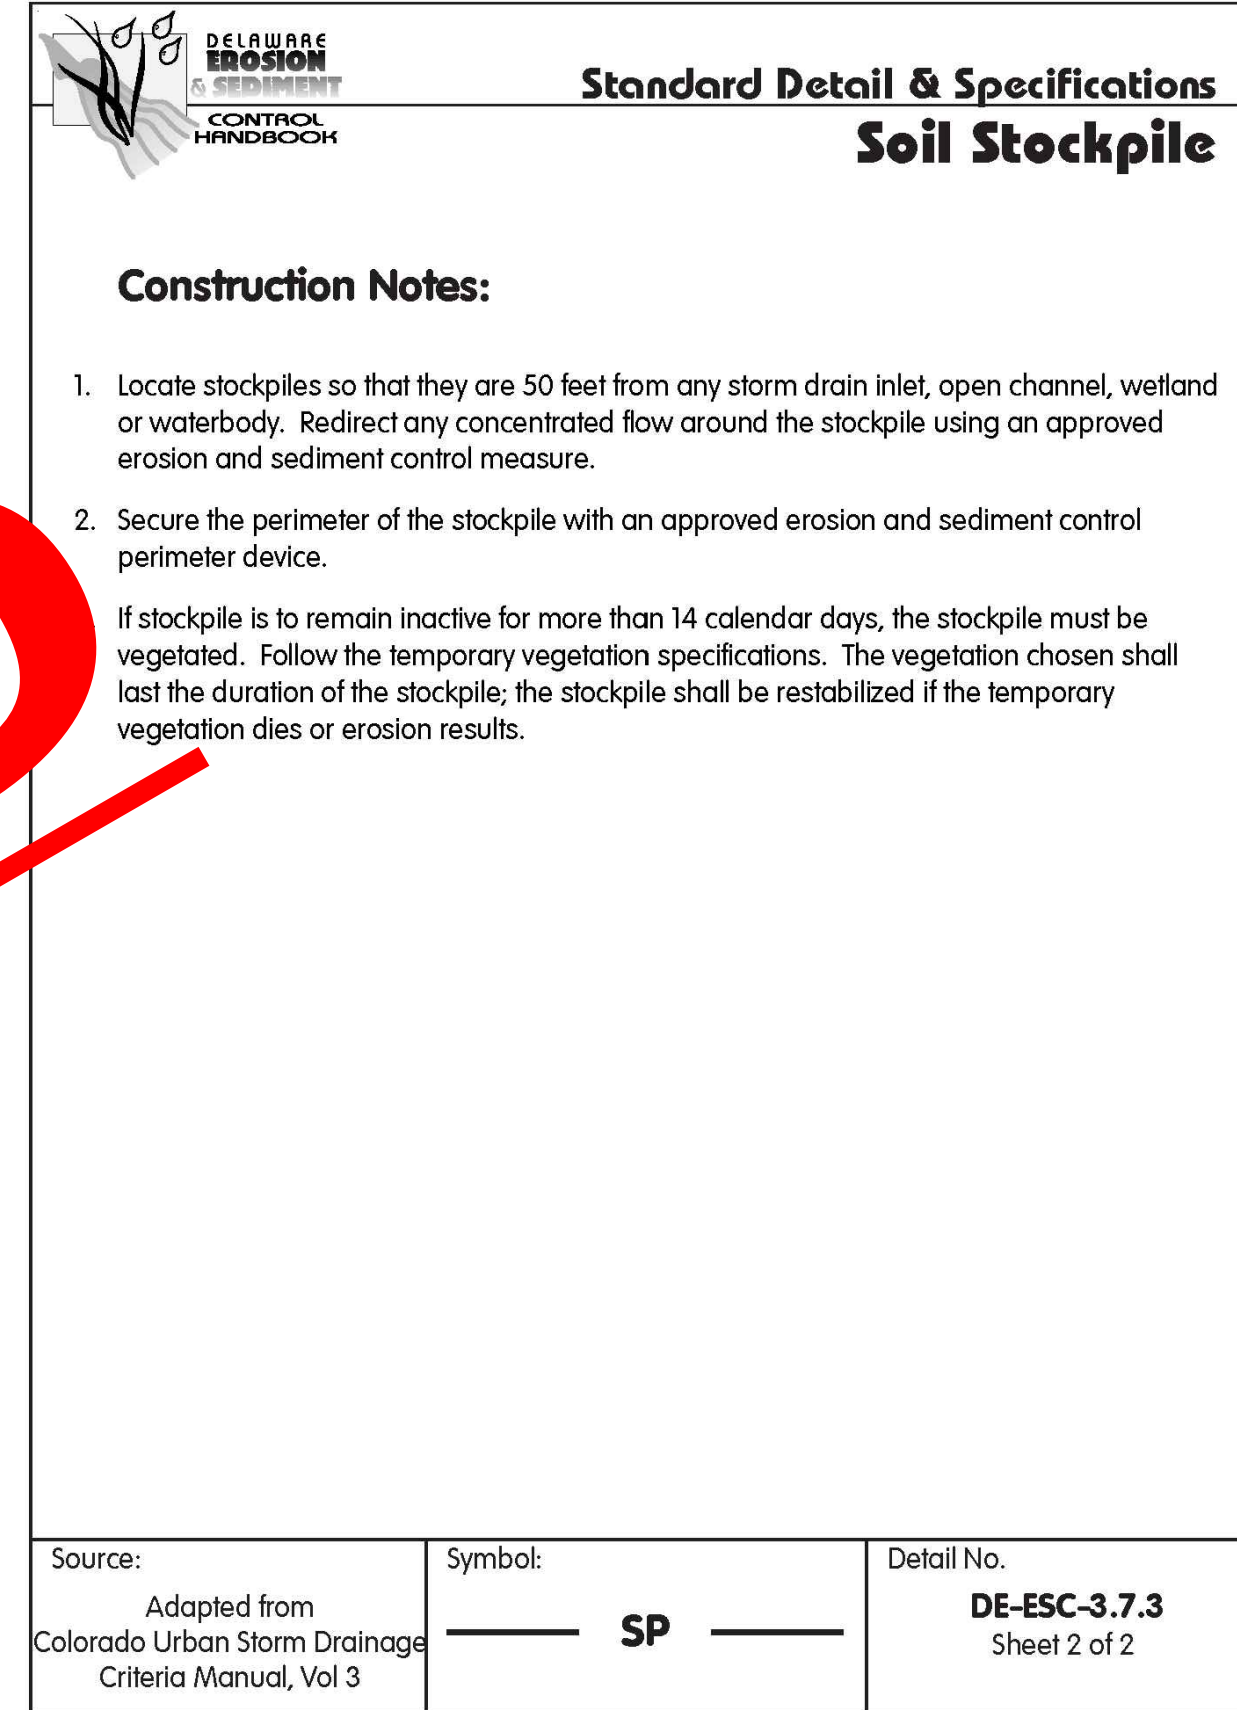 DELAWARE
EROSION
& SEDIMENT
CONTROL
HANDBOOK
Standard Detail & Specifications
Soil Stockpile
Construction Notes:
1. Locate stockpiles so that they are 50 feet from any storm drain inlet, open channel, wetland
or waterbody. Redirect any concentrated flow around the stockpile using an approved
erosion and sediment control measure.
2. Secure the perimeter of the stockpile with an approved erosion and sediment control
perimeter device.
If stockpile is to remain inactive for more than 14 calendar days, the stockpile must be
vegetated. Follow the temporary vegetation specifications. The vegetation chosen shall
last the duration of the stockpile; the stockpile shall be restabilized if the temporary
vegetation dies or erosion results.
Source:
Adapted from
Colorado Urban Storm Drainage
Criteria Manual, Vol 3
Symbol:
SP
Detail No.
DE-ESC-3.7.3
Sheet 2 of 2